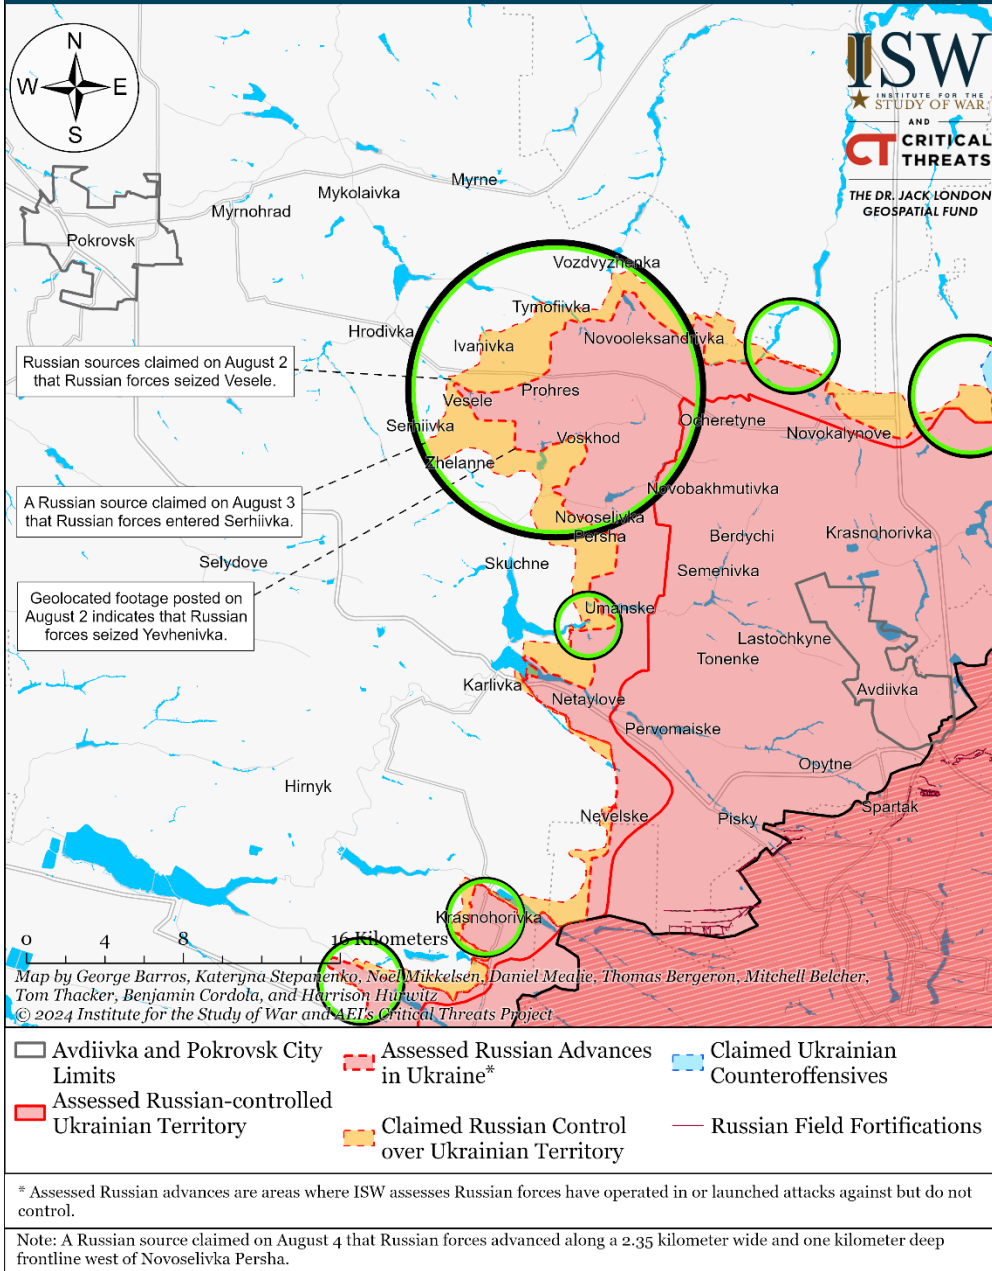 N
W E
S
ISW
INSTITUTE FOR THE
STUDY OF WAR
AND
CT CRITICAL
THREATS
THE DR. JACK LONDON
GEOSPATIAL FUND
Myrne
Mykolaivka
Myrnohrad
Pokrovsk
Vozdvyzhenka
Tymofiivka
Hrodivka
Novooleksandrivka
Ivanivka
Russian sources claimed on August 2
that Russian forces seized Vesele.
Prohres
Vesele
Serhiivka
Ocheretyne
Voskhod
Novokalynove
Zhelanne
A Russian source claimed on August 3
that Russian forces entered Serhiivka.
Novobakhmutivka
Novoselivka
Persha
Berdychi
Krasnohorivka
Selydove
Skuchne
Semenivka
Geolocated footage posted on
August 2 indicates that Russian
forces seized Yevhenivka.
Umanske
Lastochkyne
Tonenke
Karlivka
Avdiivka
Netaylove
Pervomaiske
Opytne
Hirnyk
Spartak
Nevelske
Pisky
Krasnohorivka
0 4 8 16 Kilometers
Map by George Barros, Kateryna Stepanenko, Noel Mikkelsen, Daniel Mealie, Thomas Bergeron, Mitchell Belcher,
Tom Thacker, Benjamin Cordola, and Harrison Hurwitz
© 2024 Institute for the Study of War and AEI's Critical Threats Project
Avdiivka and Pokrovsk City
Limits
Assessed Russian-controlled
Ukrainian Territory
Assessed Russian Advances
in Ukraine*
Claimed Russian Control
over Ukrainian Territory
Claimed Ukrainian
Counteroffensives
Russian Field Fortifications
* Assessed Russian advances are areas where ISW assesses Russian forces have operated in or launched attacks against but do not
control.
Note: A Russian source claimed on August 4 that Russian forces advanced along a 2.35 kilometer wide and one kilometer deep
frontline west of Novoselivka Persha.